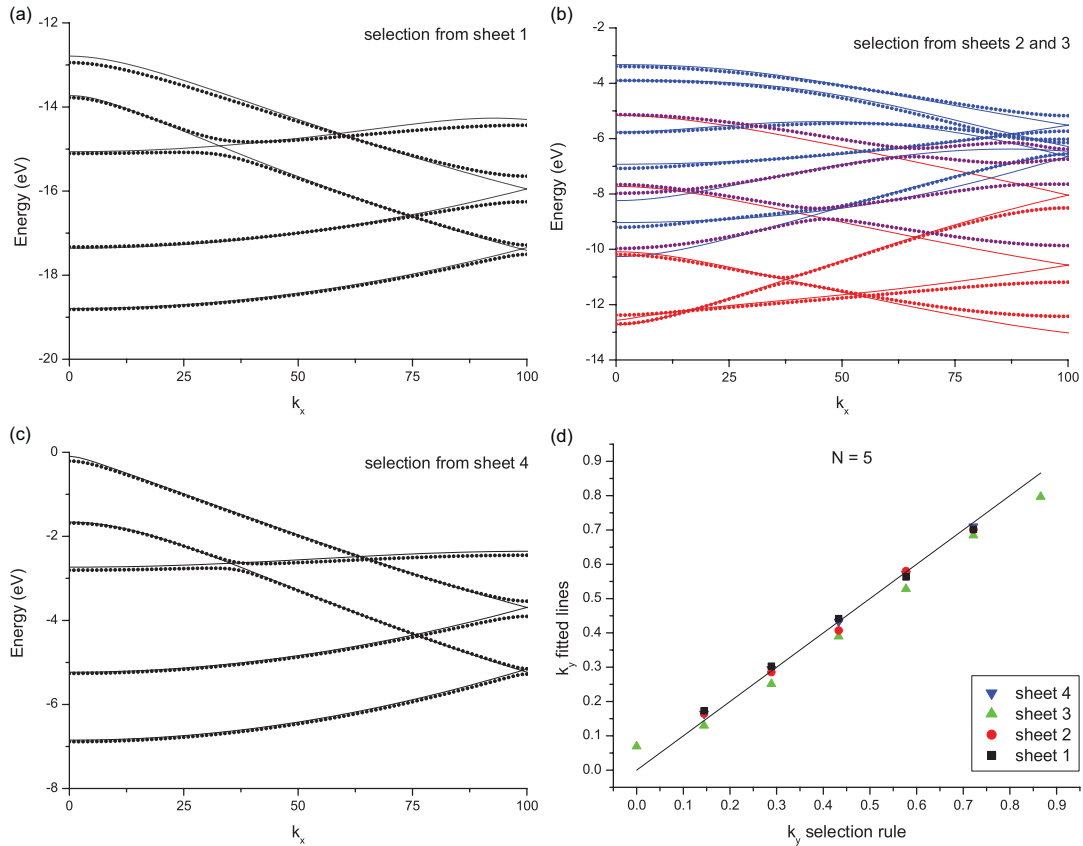 (a)
selection from sheet 1
-12
-14
-16
-18
-20
Energy (eV)
0
25
50
75
100
k_x
(b)
selection from sheets 2 and 3
-2
-4
-6
-8
-10
-12
-14
Energy (eV)
0
25
50
75
100
k_x
(c)
selection from sheet 4
0
-2
-4
-6
-8
Energy (eV)
0
25
50
75
100
k_x
(d)
N = 5
0.8
0.7
0.6
0.5
0.4
0.3
0.2
0.1
0.0
k_y fitted lines
sheet 4
sheet 3
sheet 2
sheet 1
0.0 0.1 0.2 0.3 0.4 0.5 0.6 0.7 0.8 0.9
k_y selection rule